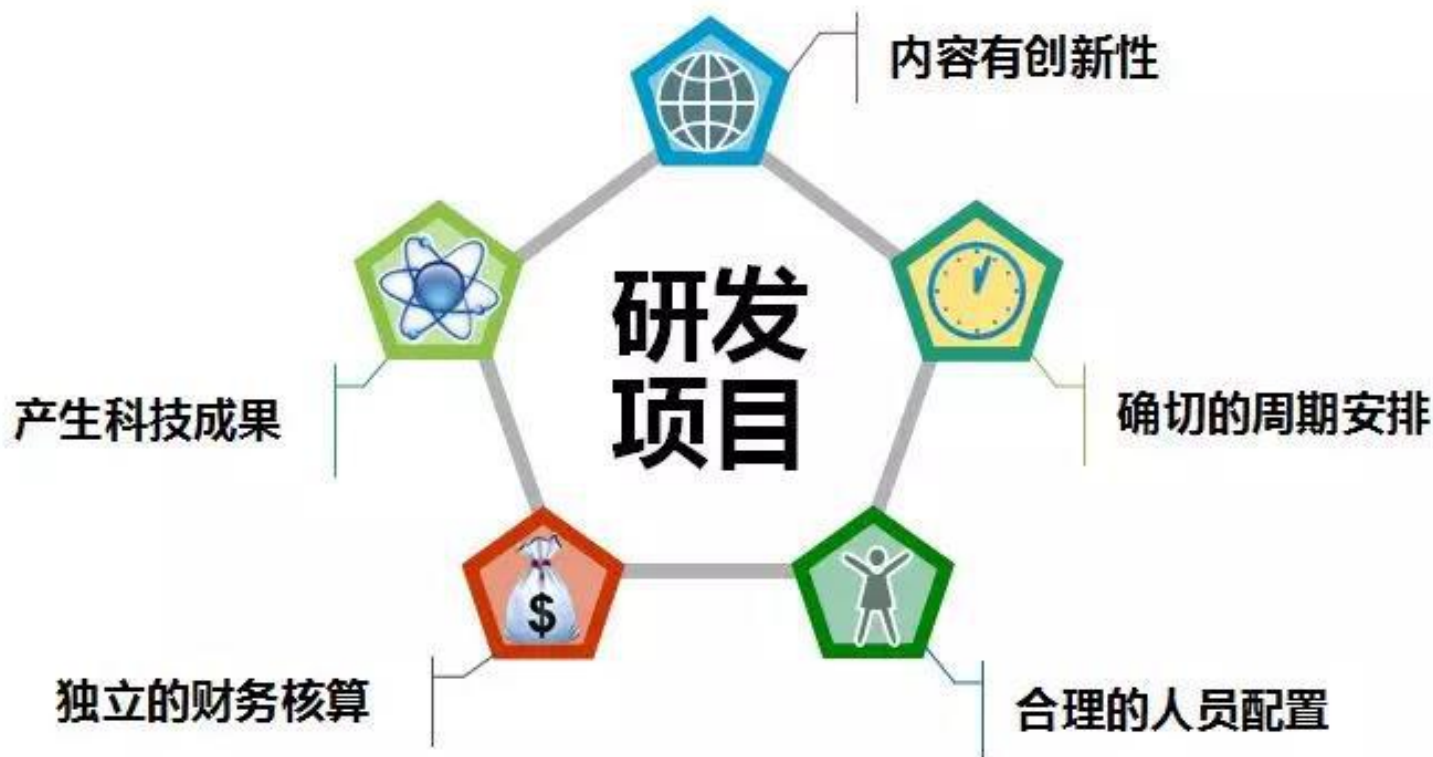 内容有创新性
研发
项目
产生科技成果
确切的周期安排
$
独立的财务核算
合理的人员配置